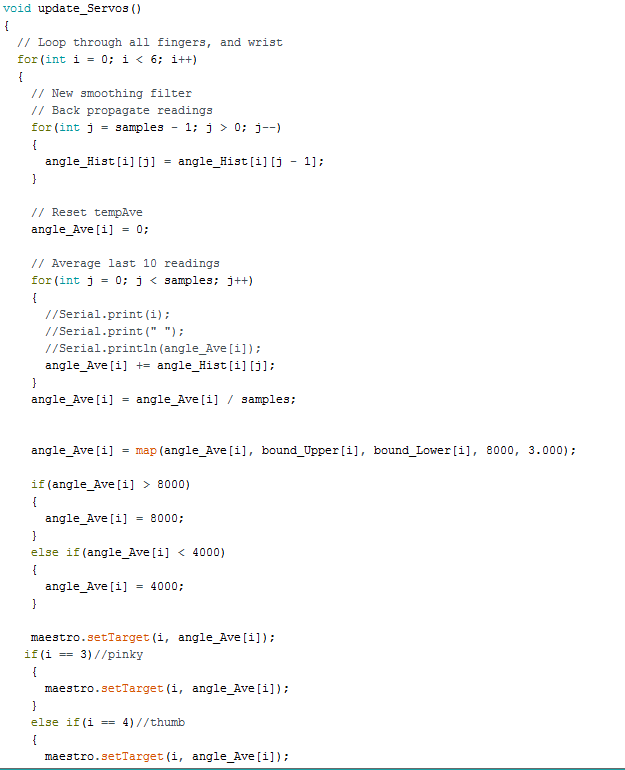 void update_Servos()
{
  // Loop through all fingers, and wrist
  for(int i = 0; i < 6; i++)
  {
    // New smoothing filter
    // Back propagate readings
    for(int j = samples - 1; j > 0; j--)
    {
      angle_Hist[i][j] = angle_Hist[i][j - 1];
    }

    // Reset tempAve
    angle_Ave[i] = 0;

    // Average last 10 readings
    for(int j = 0; j < samples; j++)
    {
      //Serial.print(i);
      //Serial.print(" ");
      //Serial.println(angle_Ave[i]);
      angle_Ave[i] += angle_Hist[i][j];
    }
    angle_Ave[i] = angle_Ave[i] / samples;


    angle_Ave[i] = map(angle_Ave[i], bound_Upper[i], bound_Lower[i], 8000, 3.000);

    if(angle_Ave[i] > 8000)
    {
      angle_Ave[i] = 8000;
    }
    else if(angle_Ave[i] < 4000)
    {
      angle_Ave[i] = 4000;
    }

    maestro.setTarget(i, angle_Ave[i]);
   if(i == 3)//pinky
    {
      maestro.setTarget(i, angle_Ave[i]);
    }
    else if(i == 4)//thumb
    {
      maestro.setTarget(i, angle_Ave[i]);